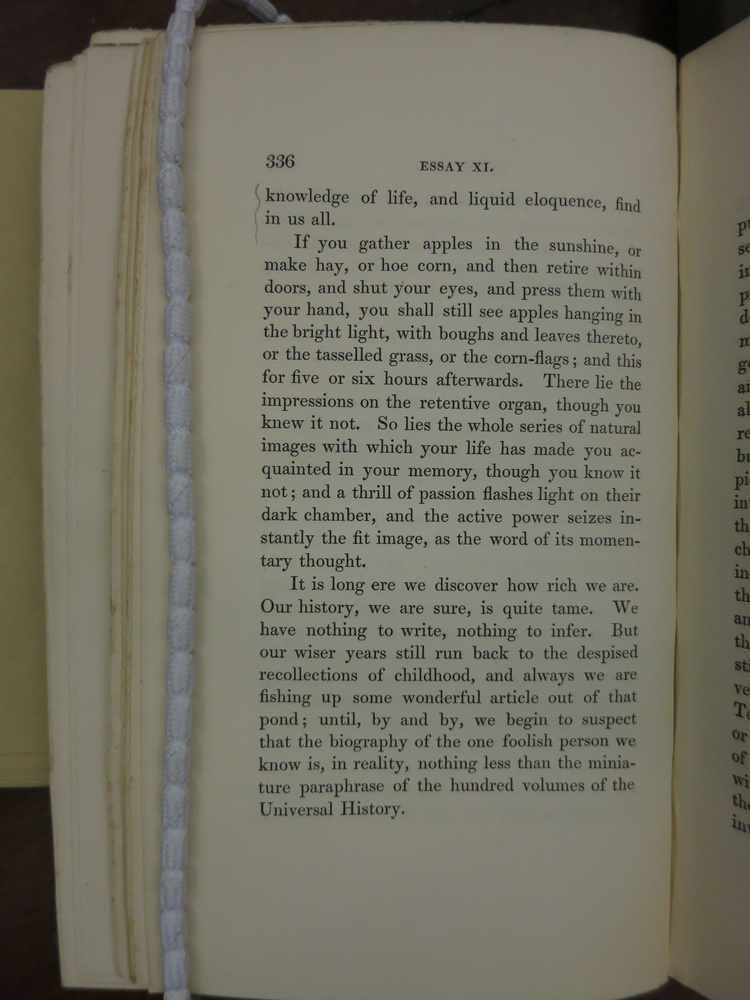 336
ESSAY XI.
knowledge of life, and liquid eloquence, find
in us all.
If you gather apples in the sunshine, or
make hay, or hoe corn, and then retire within
doors, and shut your eyes, and press them with
your hand, you shall still see apples hanging in
the bright light, with boughs and leaves thereto,
or the tasselled grass, or the corn-flags; and this
for five or six hours afterwards. There lie the
impressions on the retentive organ, though you
knew it not. So lies the whole series of natural
images with which your life has made you ac-
quainted in your memory, though you know it
not; and a thrill of passion flashes light on their
dark chamber, and the active power seizes in-
stantly the fit image, as the word of its momen-
tary thought.
It is long ere we discover how rich we are.
Our history, we are sure, is quite tame. We
have nothing to write, nothing to infer. But
our wiser years still run back to the despised
recollections of childhood, and always we are
fishing up some wonderful article out of that
pond; until, by and by, we begin to suspect
that the biography of the one foolish person we
know is, in reality, nothing less than the minia-
ture paraphrase of the hundred volumes of the
Universal History.